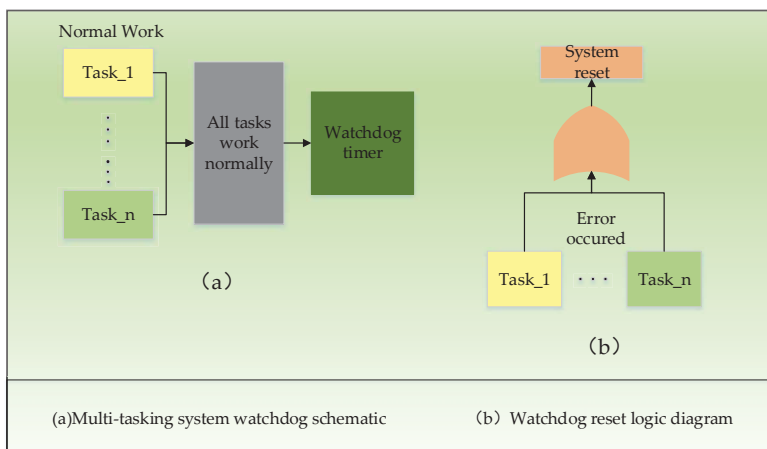 Normal Work
Task_1
Task_n
All tasks
work
normally
Watchdog
timer
(a)
System
reset
Error
occured
Task_1
. . .
Task_n
（b）
(a)Multi-tasking system watchdog schematic
（b）Watchdog reset logic diagram